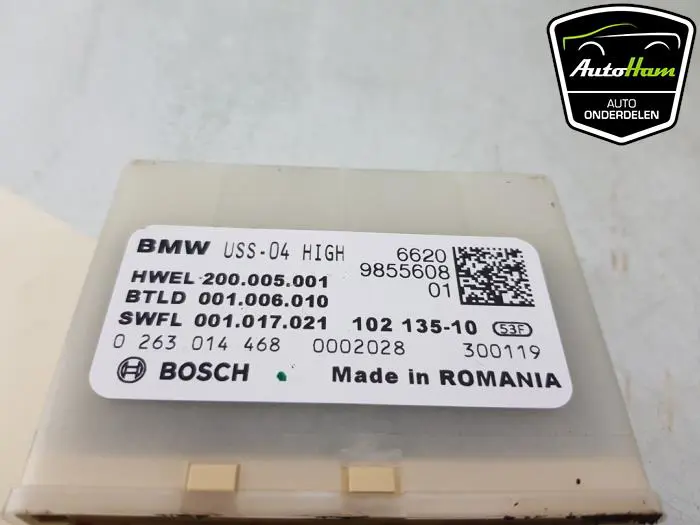 AutoHam
AUTO
ONDERDELEN
BMW USS-04 HIGH 6620
9855608
01
HWEL 200.005.001
BTLD 001.006.010
SWFL 001.017.021 102 135-10 53F
0 263 014 468 0002028 300119
BOSCH Made in ROMANIA